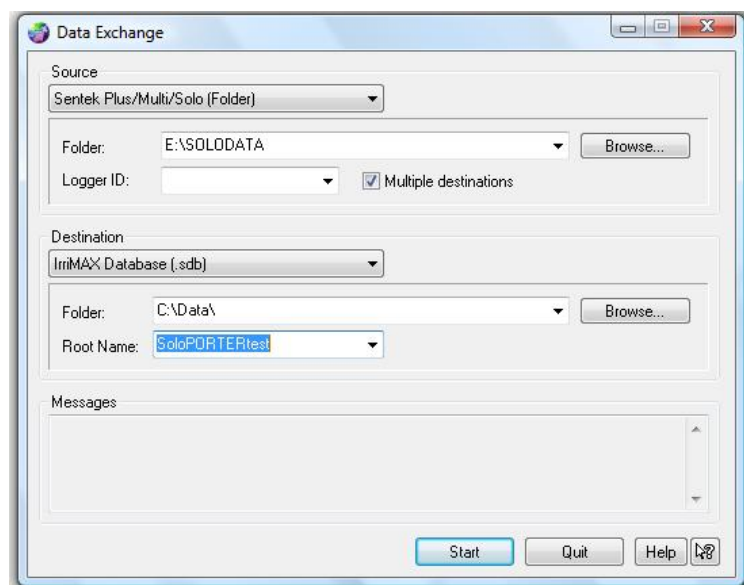 Data Exchange
Source
Sentek Plus/Multi/Solo (Folder)
Folder: E:\SOLODATA Browse...
Logger ID: Multiple destinations
Destination
IrriMAX Database (.sdb)
Folder: C:\Data\ Browse...
Root Name: SoloPORTERtest
Messages
Start Quit Help